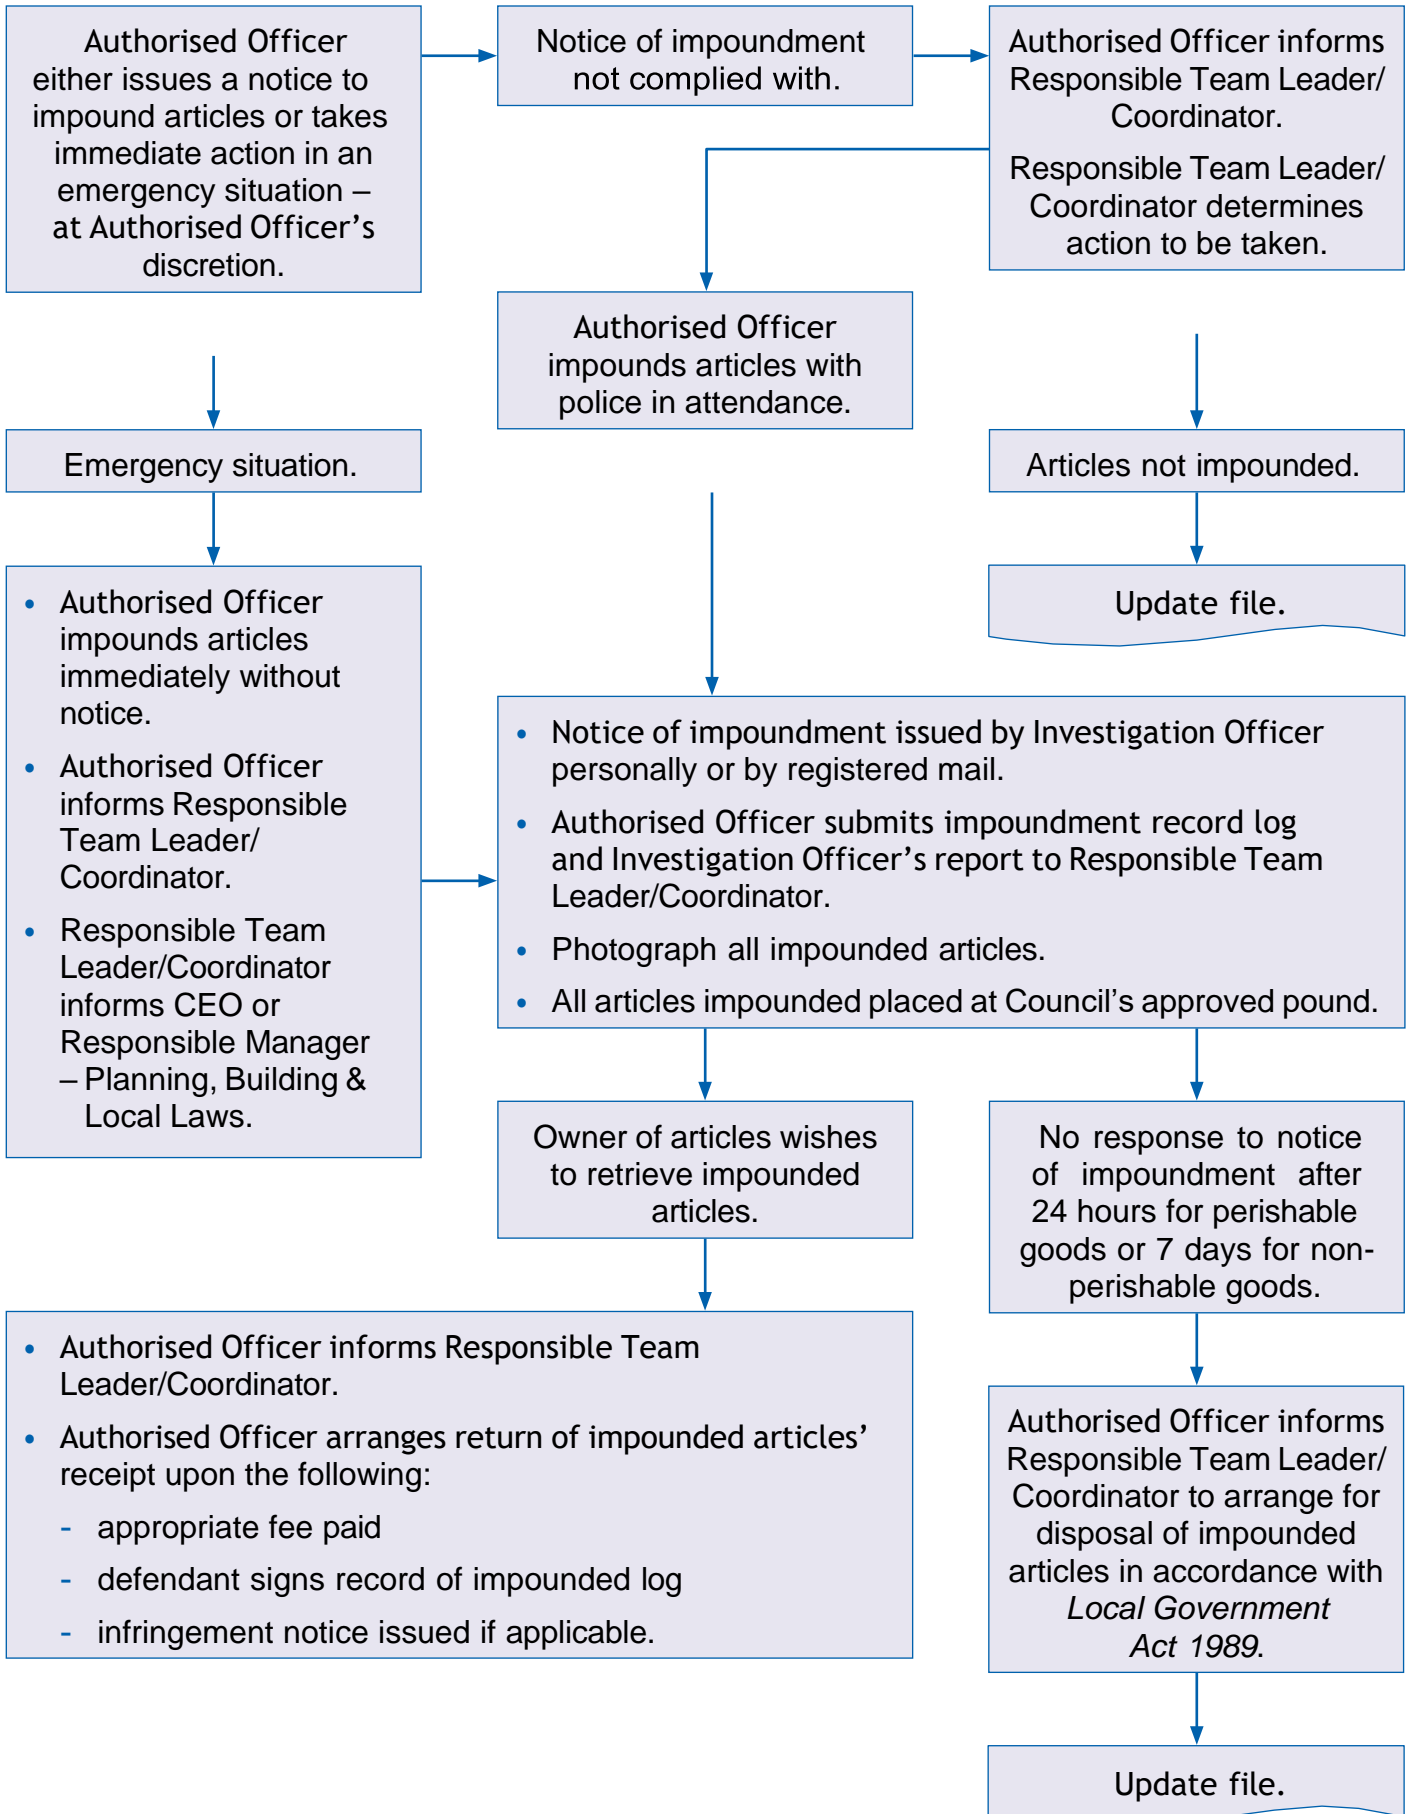 Authorised Officer
either issues a notice to
impound articles or takes
immediate action in an
emergency situation –
at Authorised Officer’s
discretion.
Notice of impoundment
not complied with.
Authorised Officer informs
Responsible Team Leader/
Coordinator.
Responsible Team Leader/
Coordinator determines
action to be taken.
Authorised Officer
impounds articles with
police in attendance.
Emergency situation.
Articles not impounded.
Update file.
• Authorised Officer
impounds articles
immediately without
notice.
• Authorised Officer
informs Responsible
Team Leader/
Coordinator.
• Responsible Team
Leader/Coordinator
informs CEO or
Responsible Manager
– Planning, Building &
Local Laws.
• Notice of impoundment issued by Investigation Officer
personally or by registered mail.
• Authorised Officer submits impoundment record log
and Investigation Officer’s report to Responsible Team
Leader/Coordinator.
• Photograph all impounded articles.
• All articles impounded placed at Council’s approved pound.
Owner of articles wishes
to retrieve impounded
articles.
No response to notice
of impoundment after
24 hours for perishable
goods or 7 days for non-
perishable goods.
• Authorised Officer informs Responsible Team
Leader/Coordinator.
• Authorised Officer arranges return of impounded articles’
receipt upon the following:
- appropriate fee paid
- defendant signs record of impounded log
- infringement notice issued if applicable.
Authorised Officer informs
Responsible Team Leader/
Coordinator to arrange for
disposal of impounded
articles in accordance with
Local Government
Act 1989.
Update file.